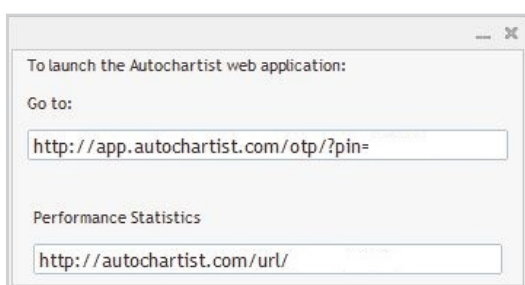 To launch the Autochartist web application:
Go to:
http://app.autochartist.com/otp/?pin=
Performance Statistics
http://autochartist.com/url/